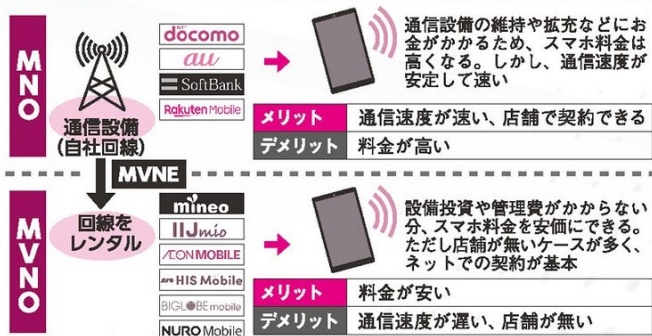 MNO
通信設備
(自社回線)
döcomo
au
SoftBank
Rakuten Mobile
通信設備の維持や拡充などにお
金がかかるため、スマホ料金は
高くなる。しかし、通信速度が
安定して速い
メリット 通信速度が速い、店舗で契約できる
デメリット 料金が高い
MVNE
MVNO
回線を
レンタル
mineo
IIJmio
ÆON MOBILE
HIS Mobile
BIGLOBE mobile
NURO Mobile
設備投資や管理費がかからない
分、スマホ料金を安価にできる。
ただし店舗が無いケースが多く、
ネットでの契約が基本
メリット 料金が安い
デメリット 通信速度が遅い、店舗が無い